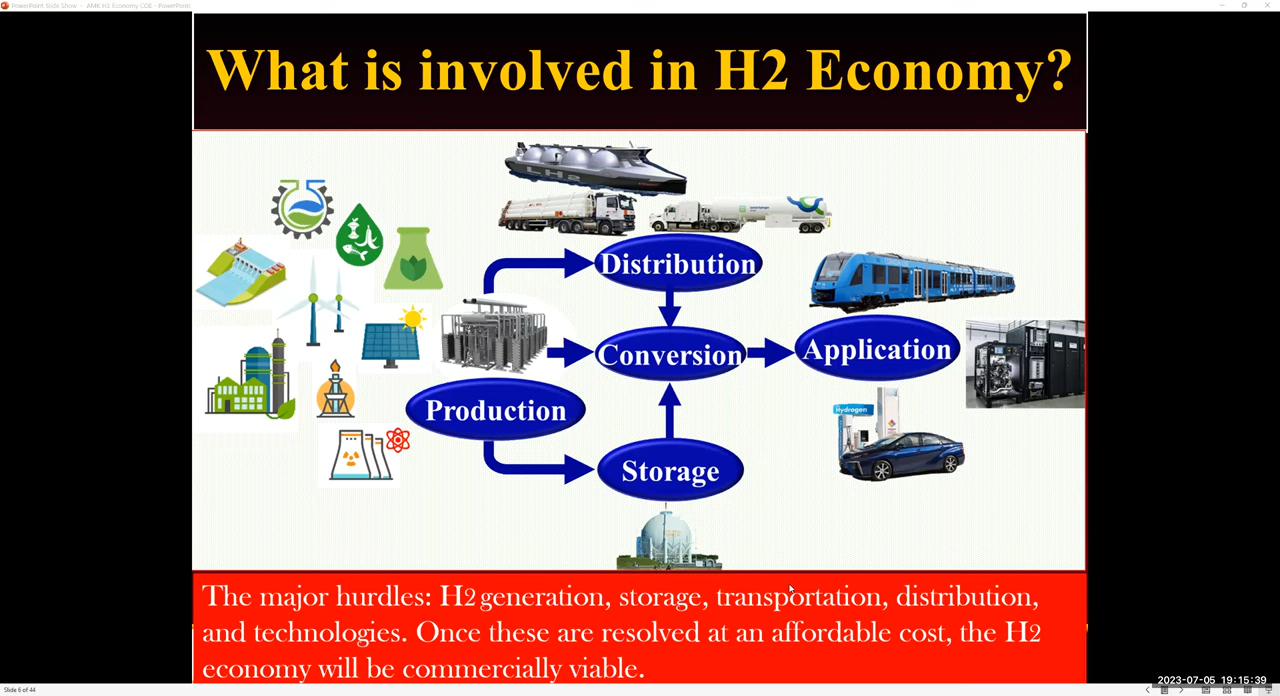 PowerPoint Slide Show - AMK H2 Economy COE - PowerPoint
What is involved in H2 Economy?
LH2
Distribution
Conversion
Application
Production
Hydrogen
Storage
The major hurdles: H2 generation, storage, transportation, distribution,
and technologies. Once these are resolved at an affordable cost, the H2
economy will be commercially viable.
2023-07-05 19:15:39
Slide 6 of 44